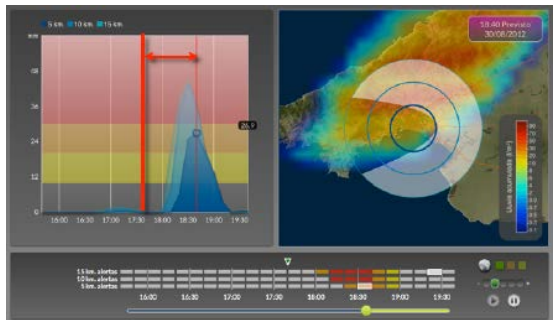 5 km. 10 km. 15 km.
mm
48
36
24
12
0
26.9
16:00 16:30 17:00 17:30 18:00 18:30 19:00 19:30
18:40 Previsto
30/08/2012
Lluvia acumulada (l/m²)
15 km. alertas
10 km. alertas
5 km. alertas
16:00 16:30 17:00 17:30 18:00 18:30 19:00 19:30